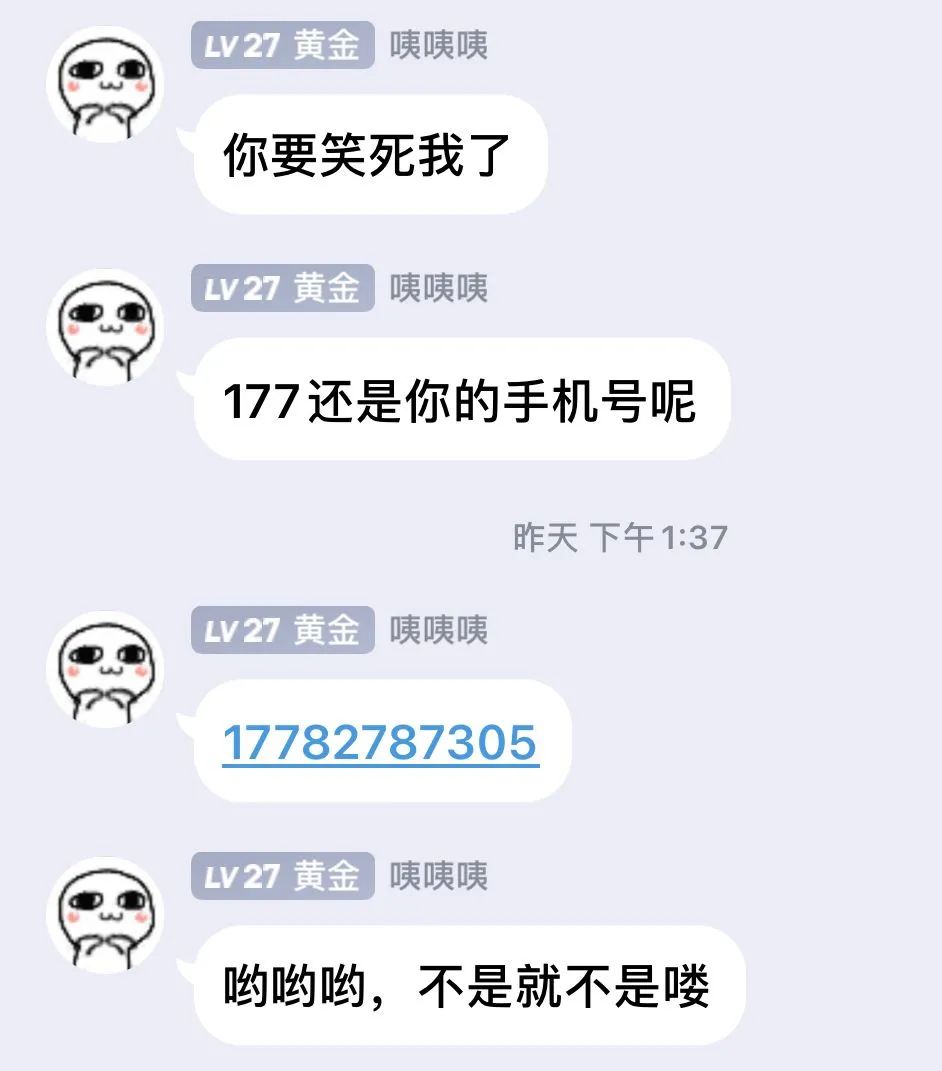 LV 27 黄金 咦咦咦
你要笑死我了
LV 27 黄金 咦咦咦
177还是你的手机号呢
昨天 下午1:37
LV 27 黄金 咦咦咦
17782787305
LV 27 黄金 咦咦咦
哟哟哟，不是就不是喽